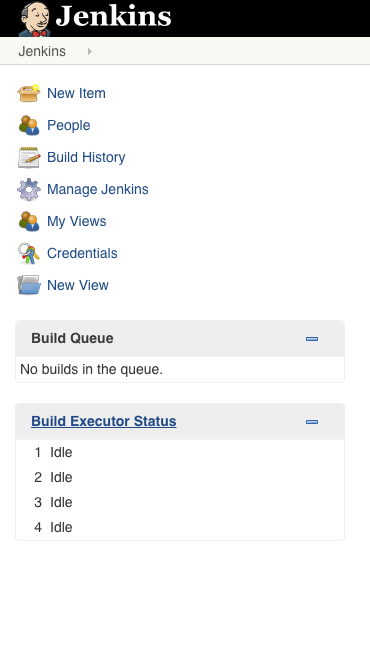 Jenkins
Jenkins
New Item
People
Build History
Manage Jenkins
My Views
Credentials
New View
Build Queue
No builds in the queue.
Build Executor Status
1 Idle
2 Idle
3 Idle
4 Idle